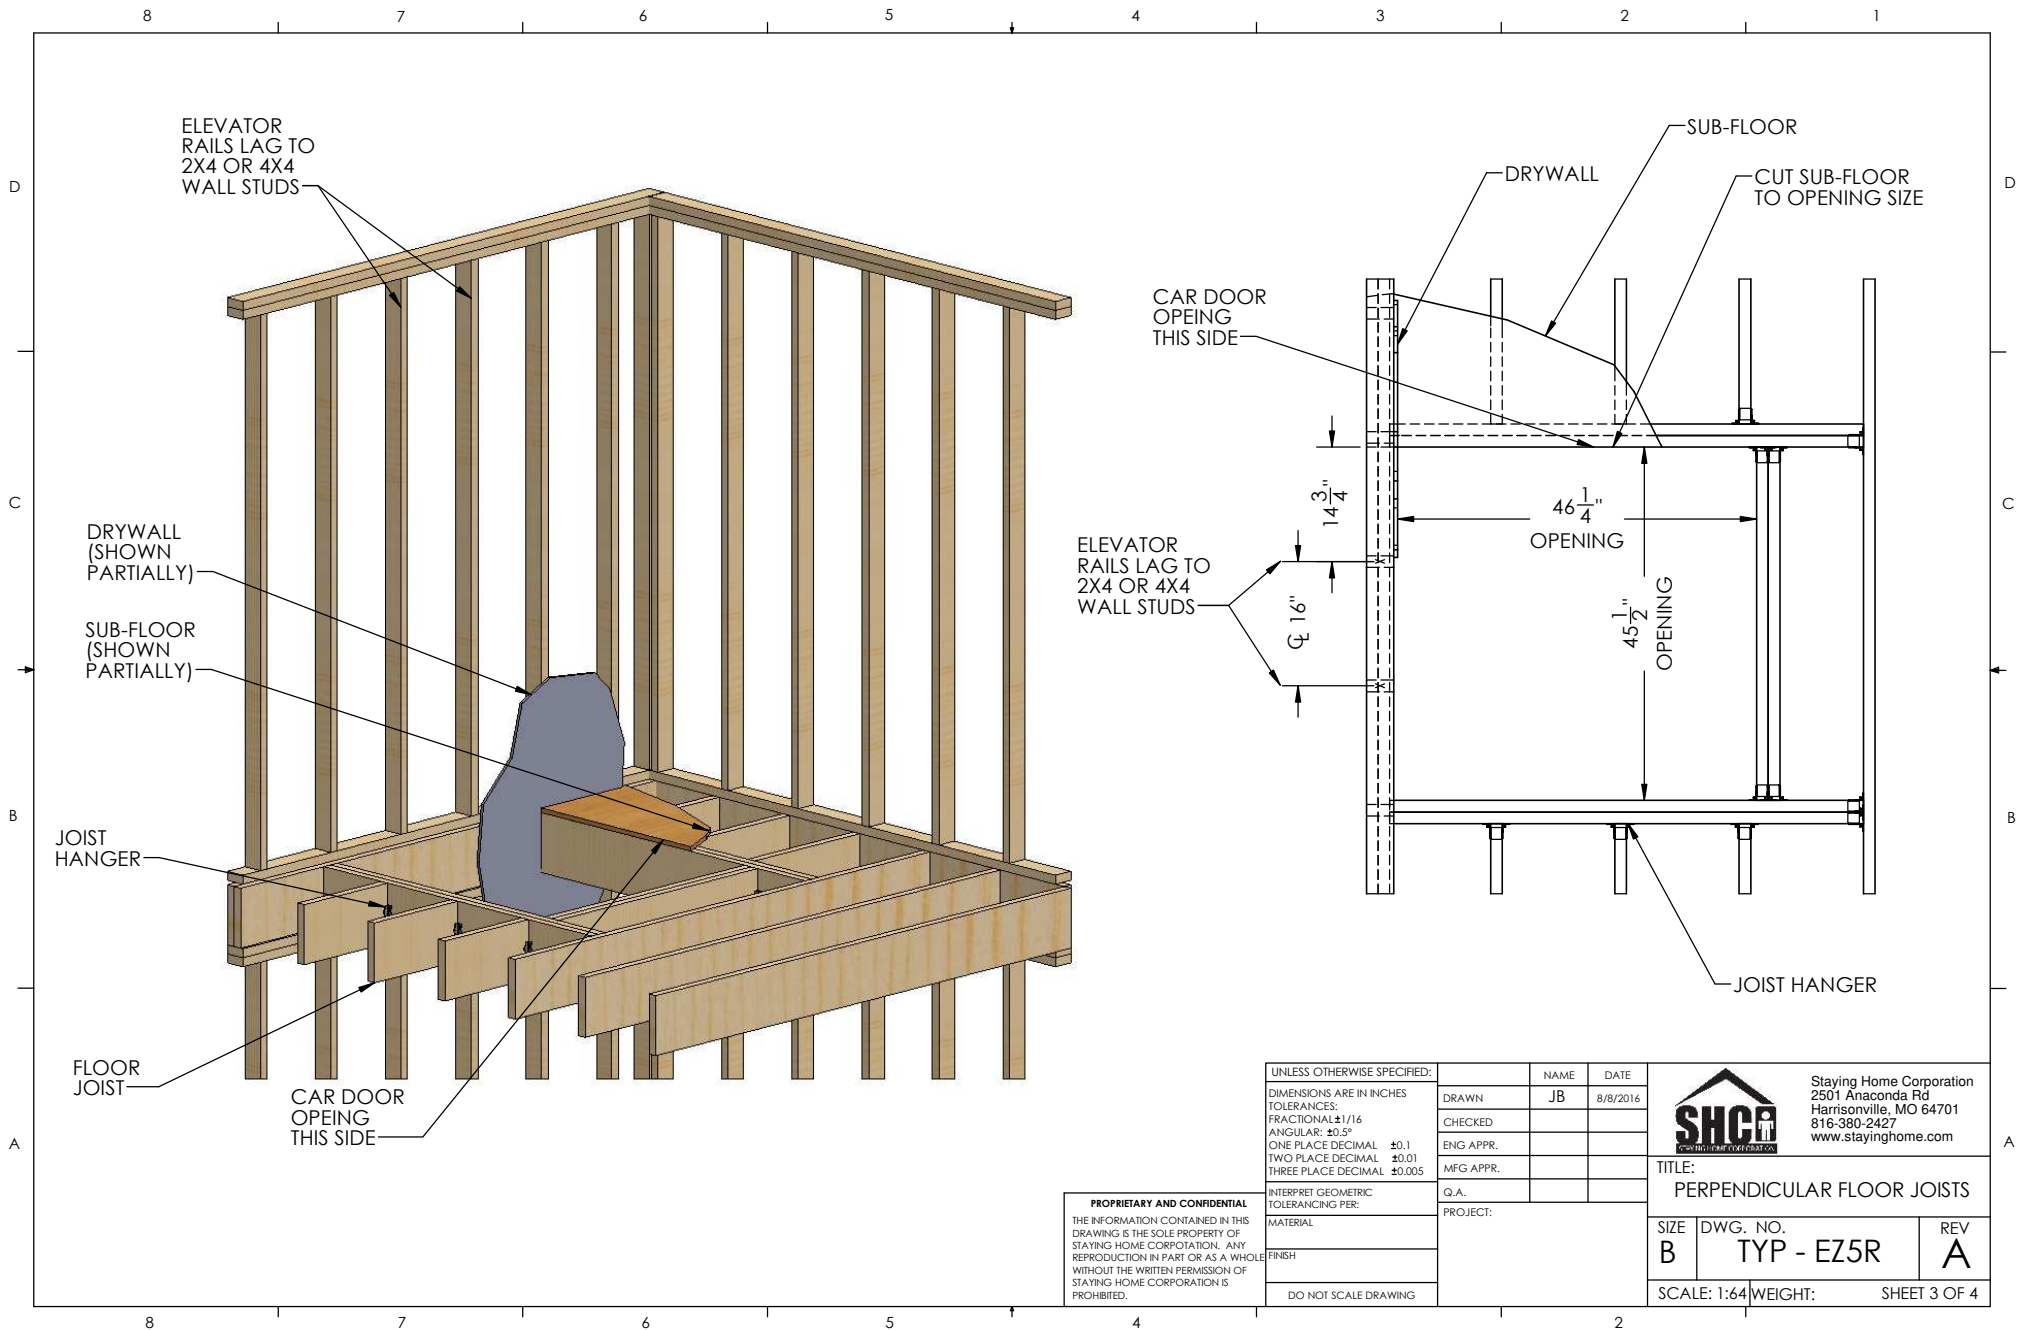 8 7 6 5 4 3 2 1
D
D
C
C
B
B
A
A
ELEVATOR
RAILS LAG TO
2X4 OR 4X4
WALL STUDS
DRYWALL
(SHOWN
PARTIALLY)
SUB-FLOOR
(SHOWN
PARTIALLY)
JOIST
HANGER
FLOOR
JOIST
CAR DOOR
OPEING
THIS SIDE
SUB-FLOOR
DRYWALL
CUT SUB-FLOOR
TO OPENING SIZE
CAR DOOR
OPEING
THIS SIDE
14 3/4"
46 1/4"
OPENING
ELEVATOR
RAILS LAG TO
2X4 OR 4X4
WALL STUDS
℄ 16"
45 1/2"
OPENING
JOIST HANGER
PROPRIETARY AND CONFIDENTIAL
THE INFORMATION CONTAINED IN THIS
DRAWING IS THE SOLE PROPERTY OF
STAYING HOME CORPOTATION. ANY
REPRODUCTION IN PART OR AS A WHOLE
WITHOUT THE WRITTEN PERMISSION OF
STAYING HOME CORPORATION IS
PROHIBITED.
UNLESS OTHERWISE SPECIFIED:
DIMENSIONS ARE IN INCHES
TOLERANCES:
FRACTIONAL±1/16
ANGULAR: ±0.5°
ONE PLACE DECIMAL ±0.1
TWO PLACE DECIMAL ±0.01
THREE PLACE DECIMAL ±0.005
INTERPRET GEOMETRIC
TOLERANCING PER:
MATERIAL
FINISH
DO NOT SCALE DRAWING
NAME DATE
DRAWN JB 8/8/2016
CHECKED
ENG APPR.
MFG APPR.
Q.A.
PROJECT:
SHC
STAYING HOME CORPORATION
Staying Home Corporation
2501 Anaconda Rd
Harrisonville, MO 64701
816-380-2427
www.stayinghome.com
TITLE:
PERPENDICULAR FLOOR JOISTS
SIZE DWG. NO. REV
B TYP - EZ5R A
SCALE: 1:64 WEIGHT: SHEET 3 OF 4
8 7 6 5 4 2